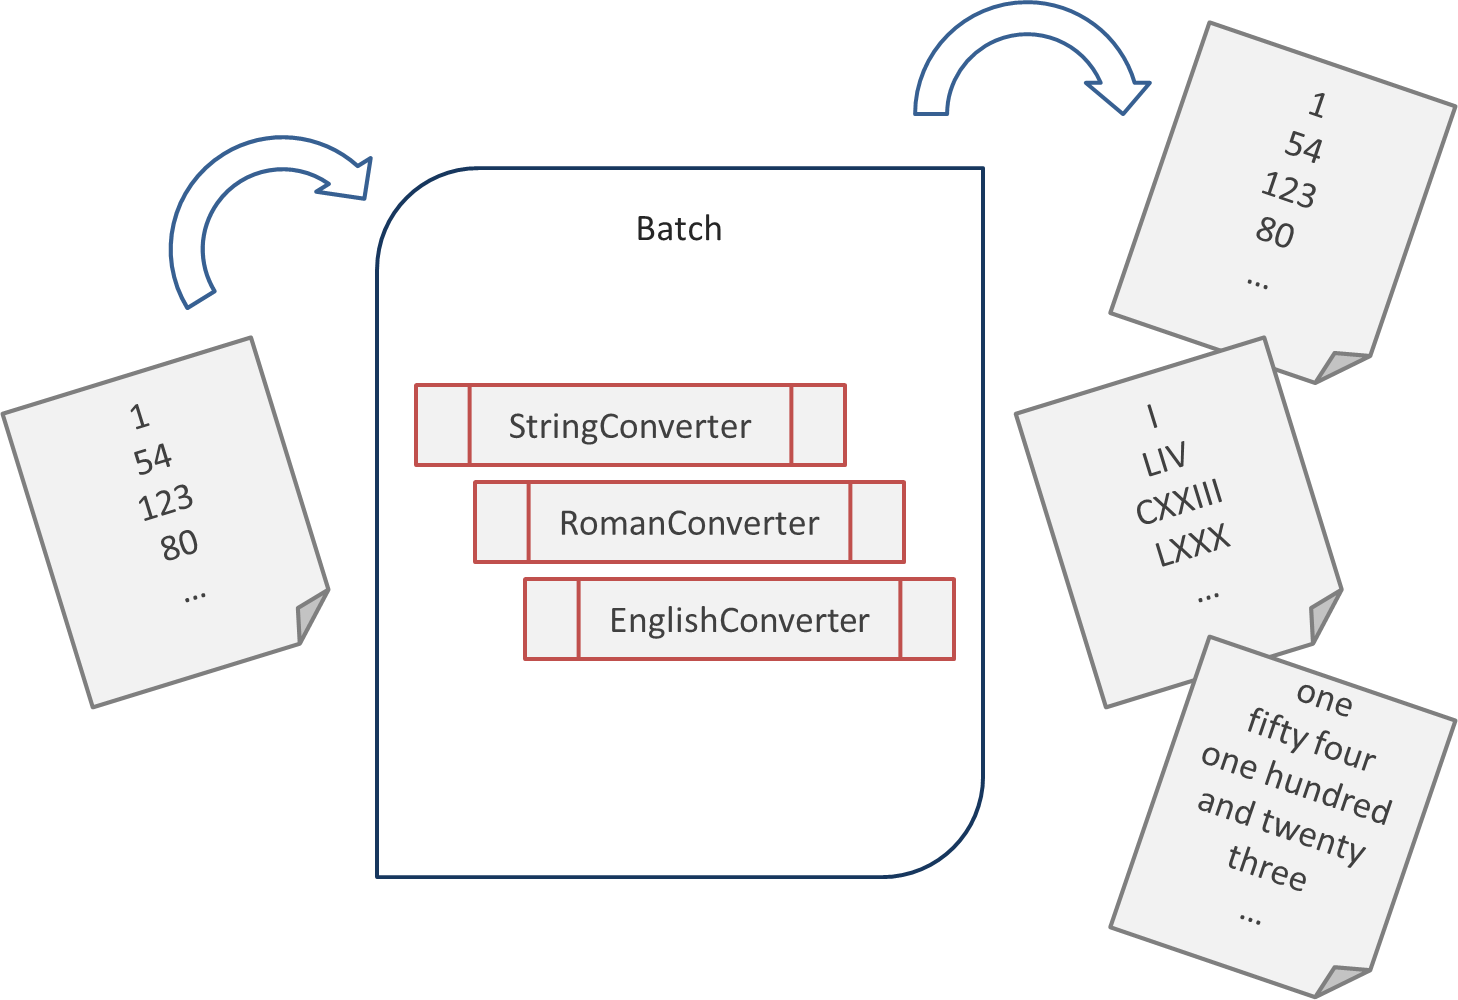 1
54
123
80
...
Batch
StringConverter
RomanConverter
EnglishConverter
1
54
123
80
...
I
LIV
CXXIII
LXXX
...
one
fifty four
one hundred
and twenty
three
...